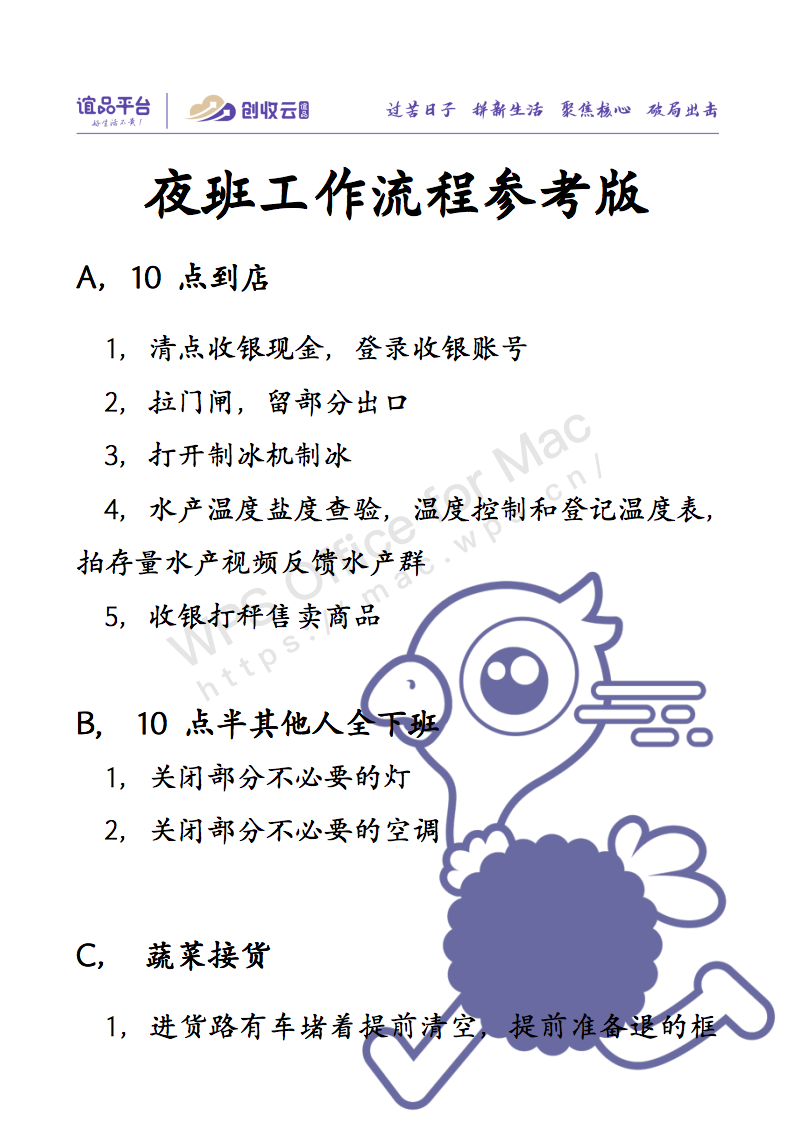 谊品平台
好生活不贵！
创收云 谊品
过苦日子 拼新生活 聚焦核心 破局出击
夜班工作流程参考版
A，10 点到店
1，清点收银现金，登录收银账号
2，拉门闸，留部分出口
3，打开制冰机制冰
4，水产温度盐度查验，温度控制和登记温度表，
拍存量水产视频反馈水产群
5，收银打秤售卖商品
WPS Office for Mac
https://mac.wps.cn/
B， 10 点半其他人全下班
1，关闭部分不必要的灯
2，关闭部分不必要的空调
C， 蔬菜接货
1，进货路有车堵着提前清空，提前准备退的框